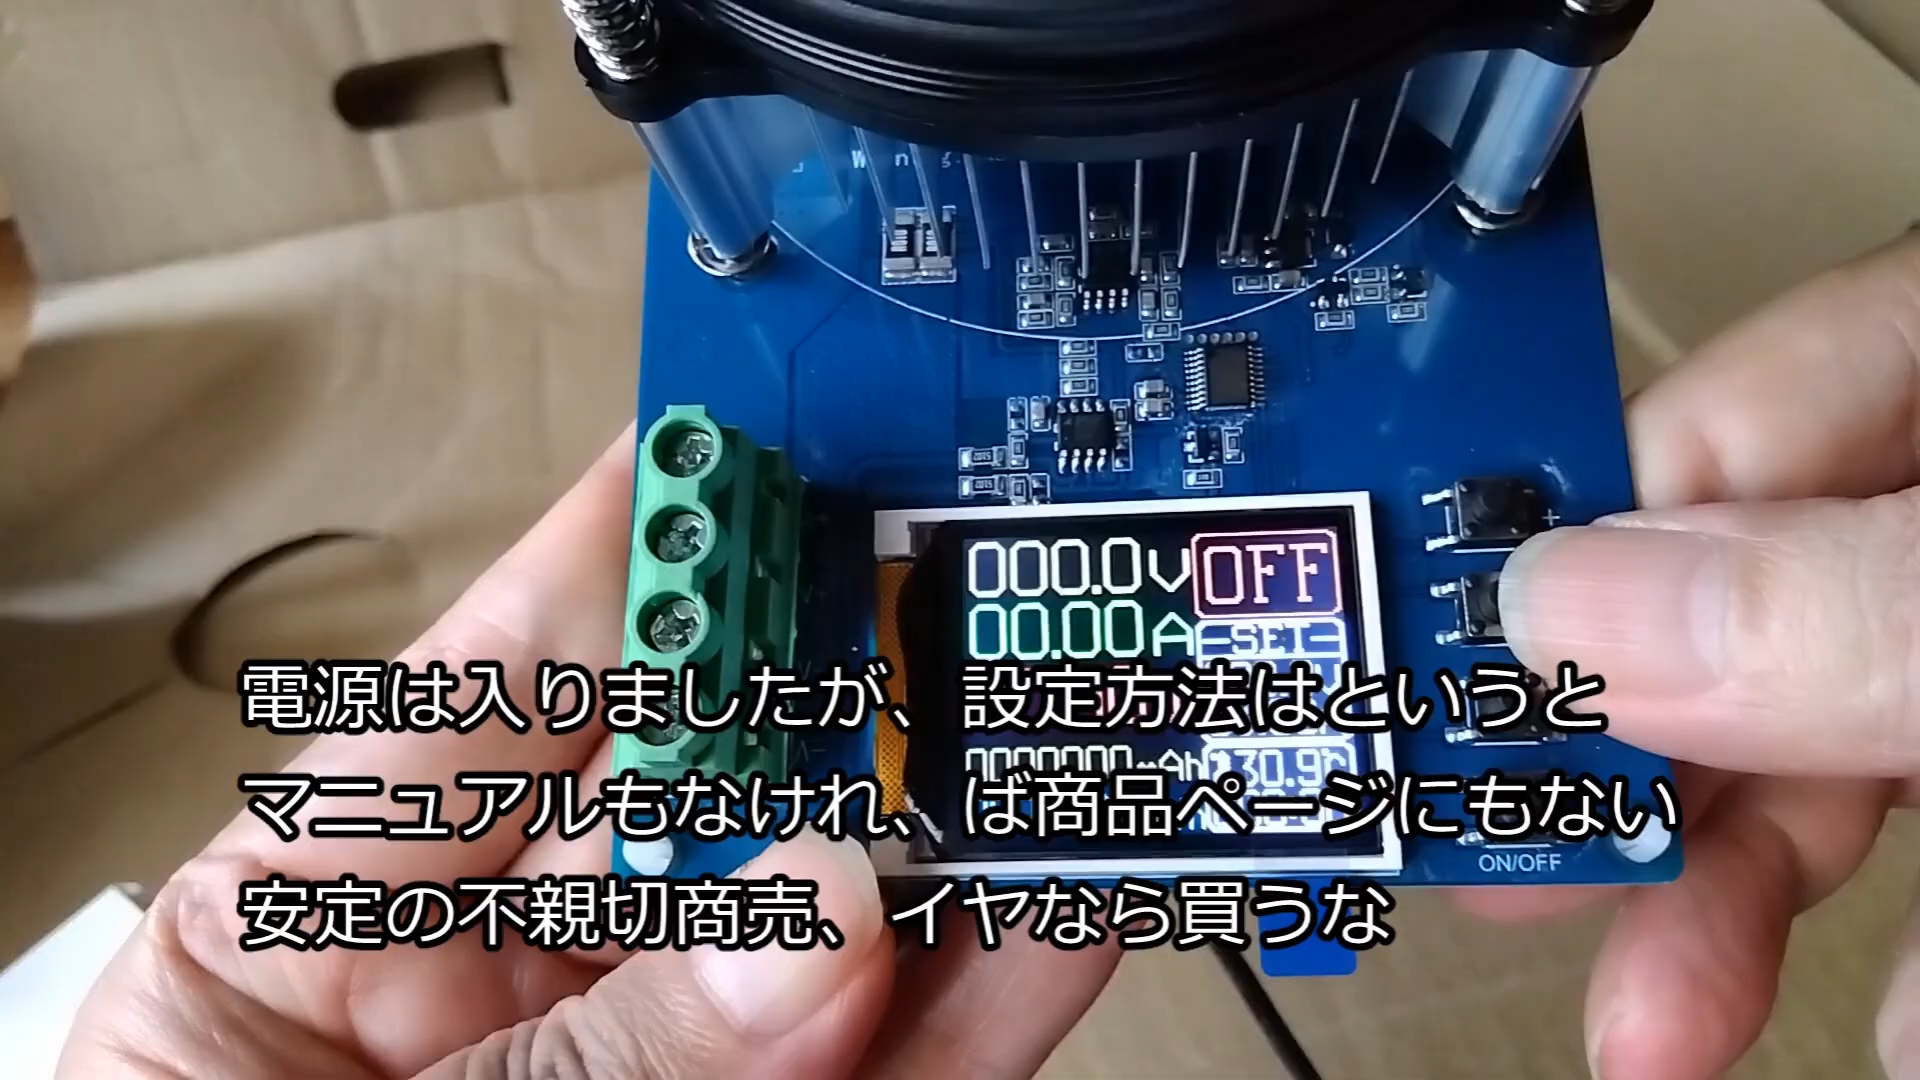 000.0V OFF
00.00A SET
+
電源は入りましたが、設定方法はというと
マニュアルもなけれ、ば商品ページにもない
ON/OFF
安定の不親切商売、イヤなら買うな